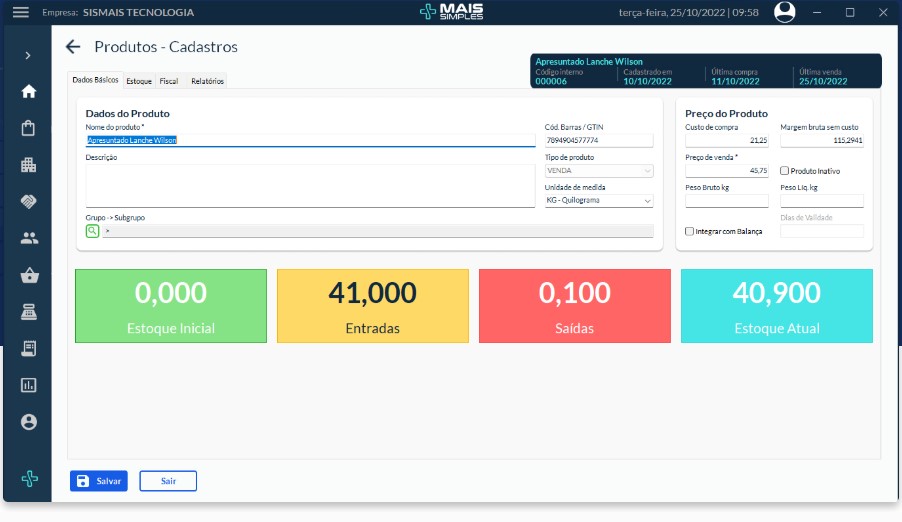 Empresa: SISMAIS TECNOLOGIA
MAIS
SIMPLES
terça-feira, 25/10/2022 | 09:58
Produtos - Cadastros
Apresuntado Lanche Wilson
Código interno
000006
Cadastrado em
10/10/2022
Última compra
11/10/2022
Última venda
25/10/2022
Dados Básicos
Estoque
Fiscal
Relatórios
Dados do Produto
Nome do produto *
Apresuntado Lanche Wilson
Cód. Barras / GTIN
7894904577774
Descrição
Tipo de produto
VENDA
Unidade de medida
KG - Quilograma
Grupo -> Subgrupo
>
Preço do Produto
Custo de compra
21,25
Margem bruta sem custo
115,2941
Preço de venda *
45,75
Produto Inativo
Peso Bruto kg
Peso Líq. kg
Dias de Validade
Integrar com Balança
0,000
Estoque Inicial
41,000
Entradas
0,100
Saídas
40,900
Estoque Atual
Salvar
Sair